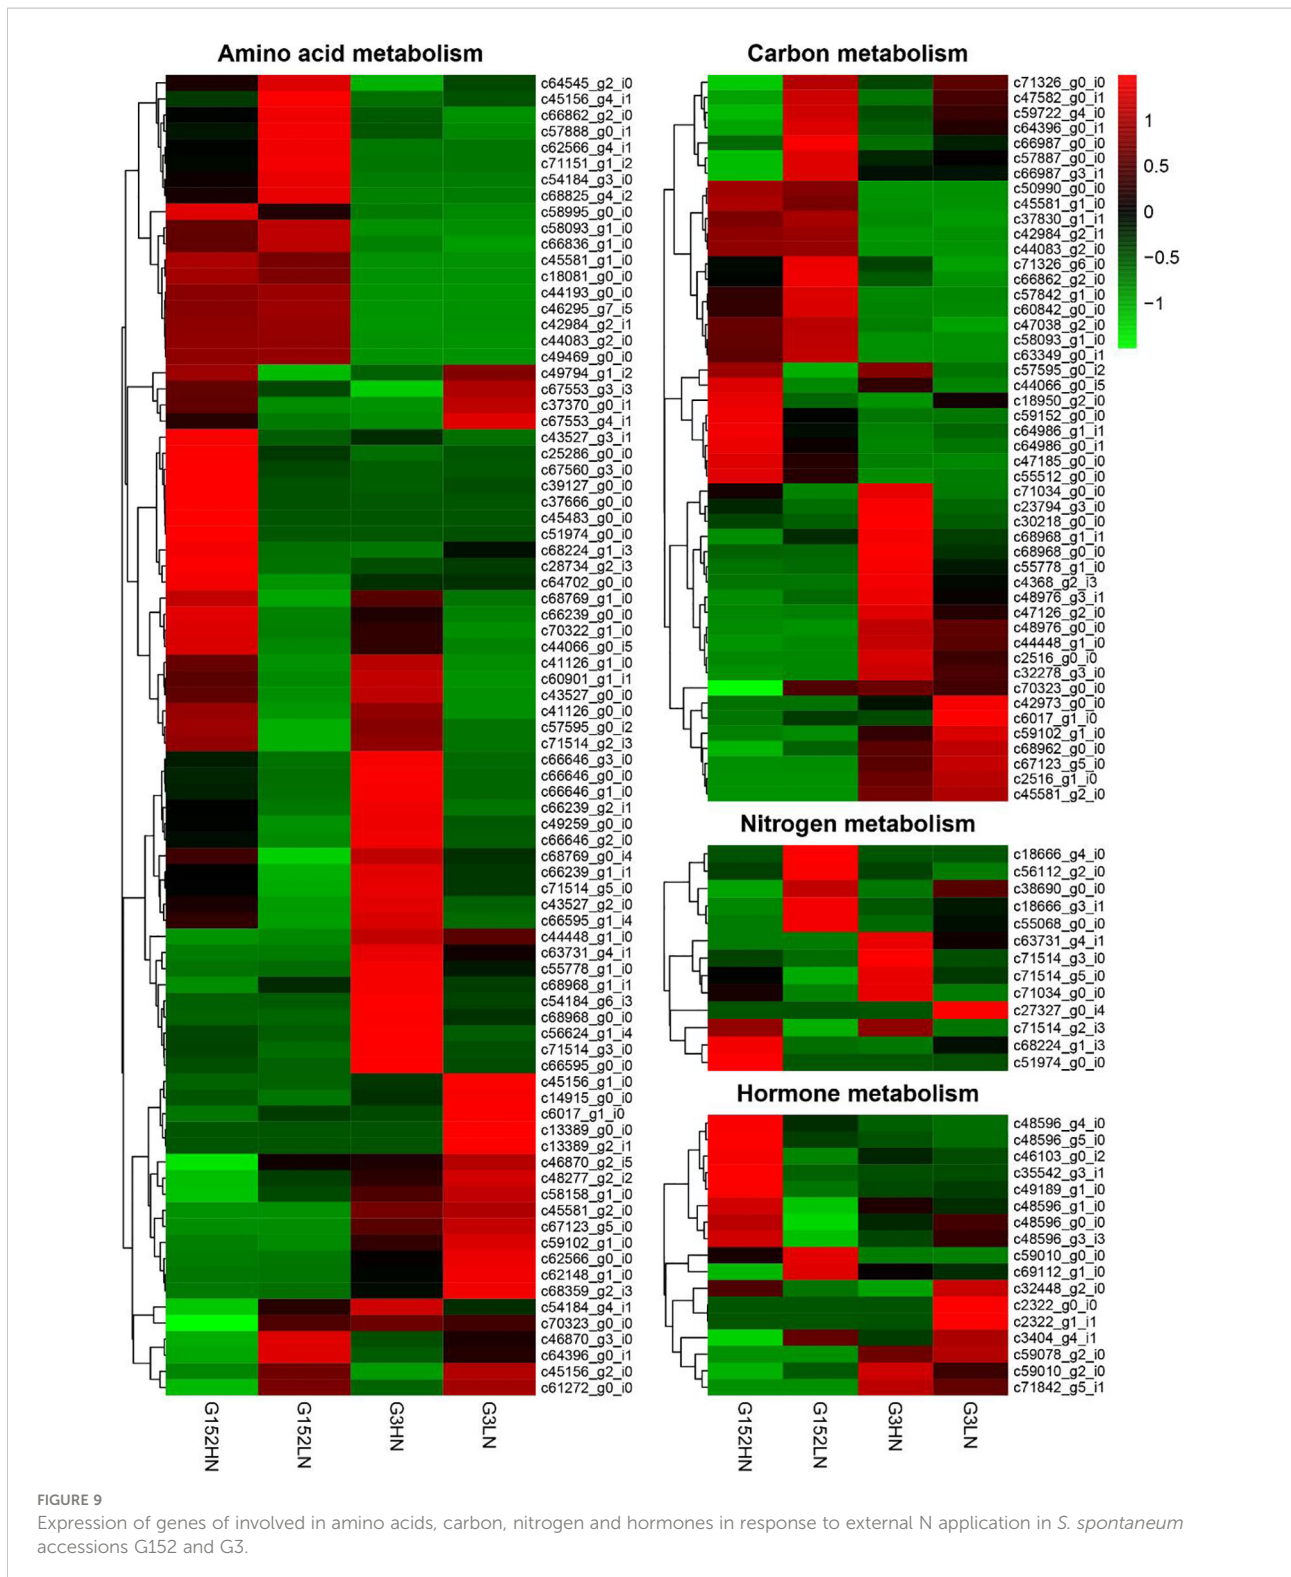 Amino acid metabolism
c64545_g2_i0
c45156_g4_i1
c66862_g2_i0
c57888_g0_i1
c62566_g4_i1
c71151_g1_i2
c54184_g3_i0
c68825_g4_i2
c58995_g0_i0
c58093_g1_i0
c66836_g1_i0
c45581_g1_i0
c18081_g0_i0
c44193_g0_i0
c46295_g7_i5
c42984_g2_i1
c44083_g2_i0
c49469_g0_i0
c49794_g1_i2
c67553_g3_i3
c37370_g0_i1
c67553_g4_i1
c43527_g3_i1
c25286_g0_i0
c67560_g3_i0
c39127_g0_i0
c37666_g0_i0
c45483_g0_i0
c51974_g0_i0
c68224_g1_i3
c28734_g2_i3
c64702_g0_i0
c68769_g1_i0
c66239_g0_i0
c70322_g1_i0
c44066_g0_i5
c41126_g1_i0
c60901_g1_i1
c43527_g0_i0
c41126_g0_i0
c57595_g0_i2
c71514_g2_i3
c66646_g3_i0
c66646_g0_i0
c66646_g1_i0
c66239_g2_i1
c49259_g0_i0
c66646_g2_i0
c68769_g0_i4
c66239_g1_i1
c71514_g5_i0
c43527_g2_i0
c66595_g1_i4
c44448_g1_i0
c63731_g4_i1
c55778_g1_i0
c68968_g1_i1
c54184_g6_i3
c68968_g0_i0
c56624_g1_i4
c71514_g3_i0
c66595_g0_i0
c45156_g1_i0
c14915_g0_i0
c6017_g1_i0
c13389_g0_i0
c13389_g2_i1
c46870_g2_i5
c48277_g2_i2
c58158_g1_i0
c45581_g2_i0
c67123_g5_i0
c59102_g1_i0
c62566_g0_i0
c62148_g1_i0
c68359_g2_i3
c54184_g4_i1
c70323_g0_i0
c46870_g3_i0
c64396_g0_i1
c45156_g2_i0
c61272_g0_i0
G152HN
G152LN
G3HN
G3LN
Carbon metabolism
c71326_g0_i0
c47582_g0_i1
c59722_g4_i0
c64396_g0_i1
c66987_g0_i0
c57887_g0_i0
c66987_g3_i1
c50990_g0_i0
c45581_g1_i0
c37830_g1_i1
c42984_g2_i1
c44083_g2_i0
c71326_g6_i0
c66862_g2_i0
c57842_g1_i0
c60842_g0_i0
c47038_g2_i0
c58093_g1_i0
c63349_g0_i1
c57595_g0_i2
c44066_g0_i5
c18950_g2_i0
c59152_g0_i0
c64986_g1_i1
c64986_g0_i1
c47185_g0_i0
c55512_g0_i0
c71034_g0_i0
c23794_g3_i0
c30218_g0_i0
c68968_g1_i1
c68968_g0_i0
c55778_g1_i0
c4368_g2_i3
c48976_g3_i1
c47126_g2_i0
c48976_g0_i0
c44448_g1_i0
c2516_g0_i0
c32278_g3_i0
c70323_g0_i0
c42973_g0_i0
c6017_g1_i0
c59102_g1_i0
c68962_g0_i0
c67123_g5_i0
c2516_g1_i0
c45581_g2_i0
1
0.5
0
−0.5
−1
Nitrogen metabolism
c18666_g4_i0
c56112_g2_i0
c38690_g0_i0
c18666_g3_i1
c55068_g0_i0
c63731_g4_i1
c71514_g3_i0
c71514_g5_i0
c71034_g0_i0
c27327_g0_i4
c71514_g2_i3
c68224_g1_i3
c51974_g0_i0
Hormone metabolism
c48596_g4_i0
c48596_g5_i0
c46103_g0_i2
c35542_g3_i1
c49189_g1_i0
c48596_g1_i0
c48596_g0_i0
c48596_g3_i3
c59010_g0_i0
c69112_g1_i0
c32448_g2_i0
c2322_g0_i0
c2322_g1_i1
c3404_g4_i1
c59078_g2_i0
c59010_g2_i0
c71842_g5_i1
G152HN
G152LN
G3HN
G3LN
FIGURE 9
Expression of genes of involved in amino acids, carbon, nitrogen and hormones in response to external N application in S. spontaneum
accessions G152 and G3.